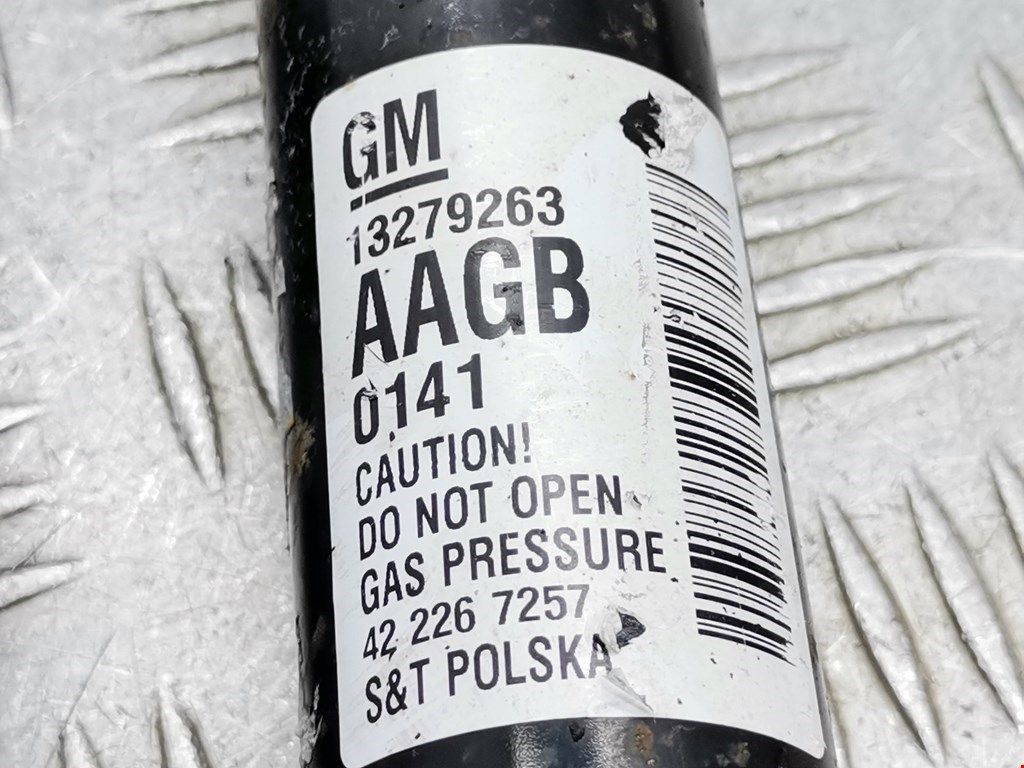 GM
13279263
AAGB
0141
CAUTION!
DO NOT OPEN
GAS PRESSURE
42 226 7257
S&T POLSKA